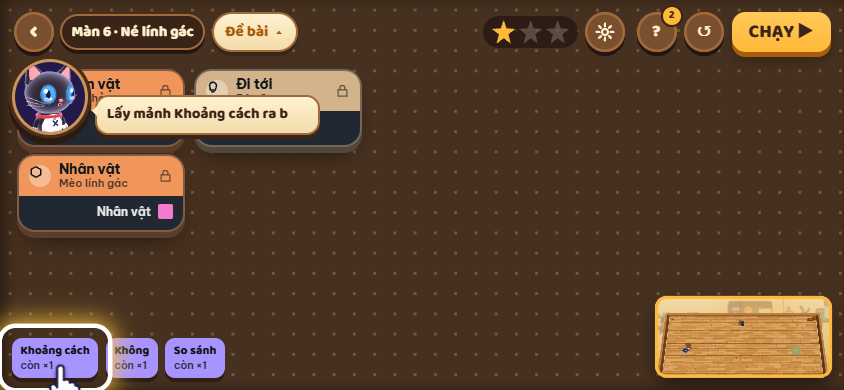 Màn 6 · Né lính gác
Đề bài
2
?
CHẠY
Đi tới
Lấy mảnh Khoảng cách ra b
Nhân vật
Mèo lính gác
Nhân vật
Khoảng cách
còn ×1
Không
còn ×1
So sánh
còn ×1